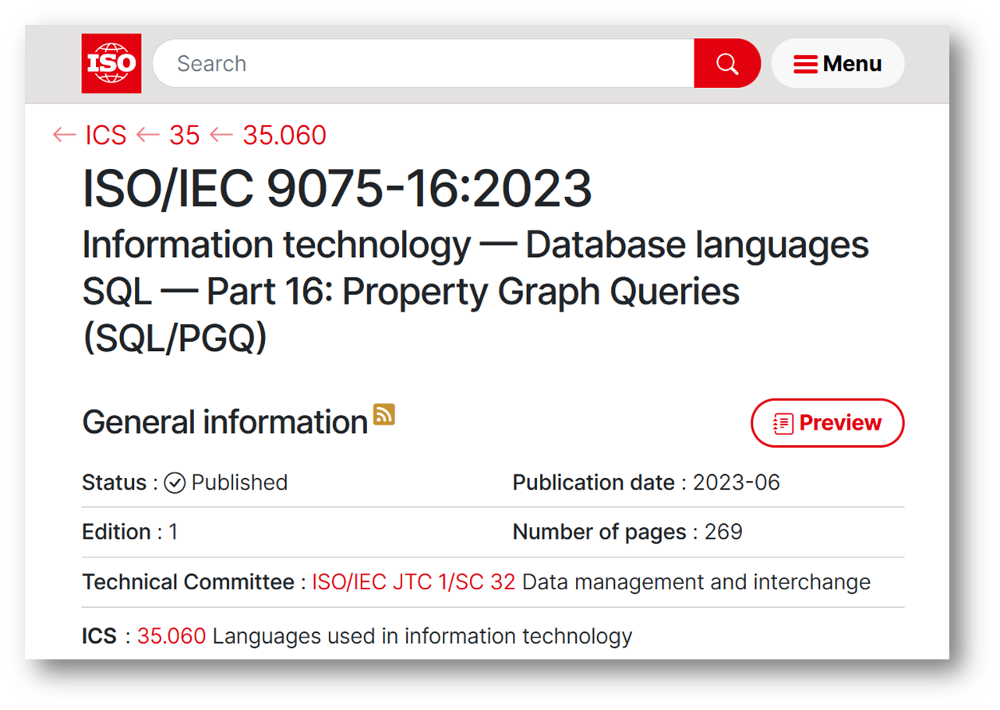 ISO
Search
Menu
← ICS ← 35 ← 35.060
ISO/IEC 9075-16:2023
Information technology — Database languages
SQL — Part 16: Property Graph Queries
(SQL/PGQ)
General information
Preview
Status : Published
Publication date : 2023-06
Edition : 1
Number of pages : 269
Technical Committee : ISO/IEC JTC 1/SC 32 Data management and interchange
ICS : 35.060 Languages used in information technology